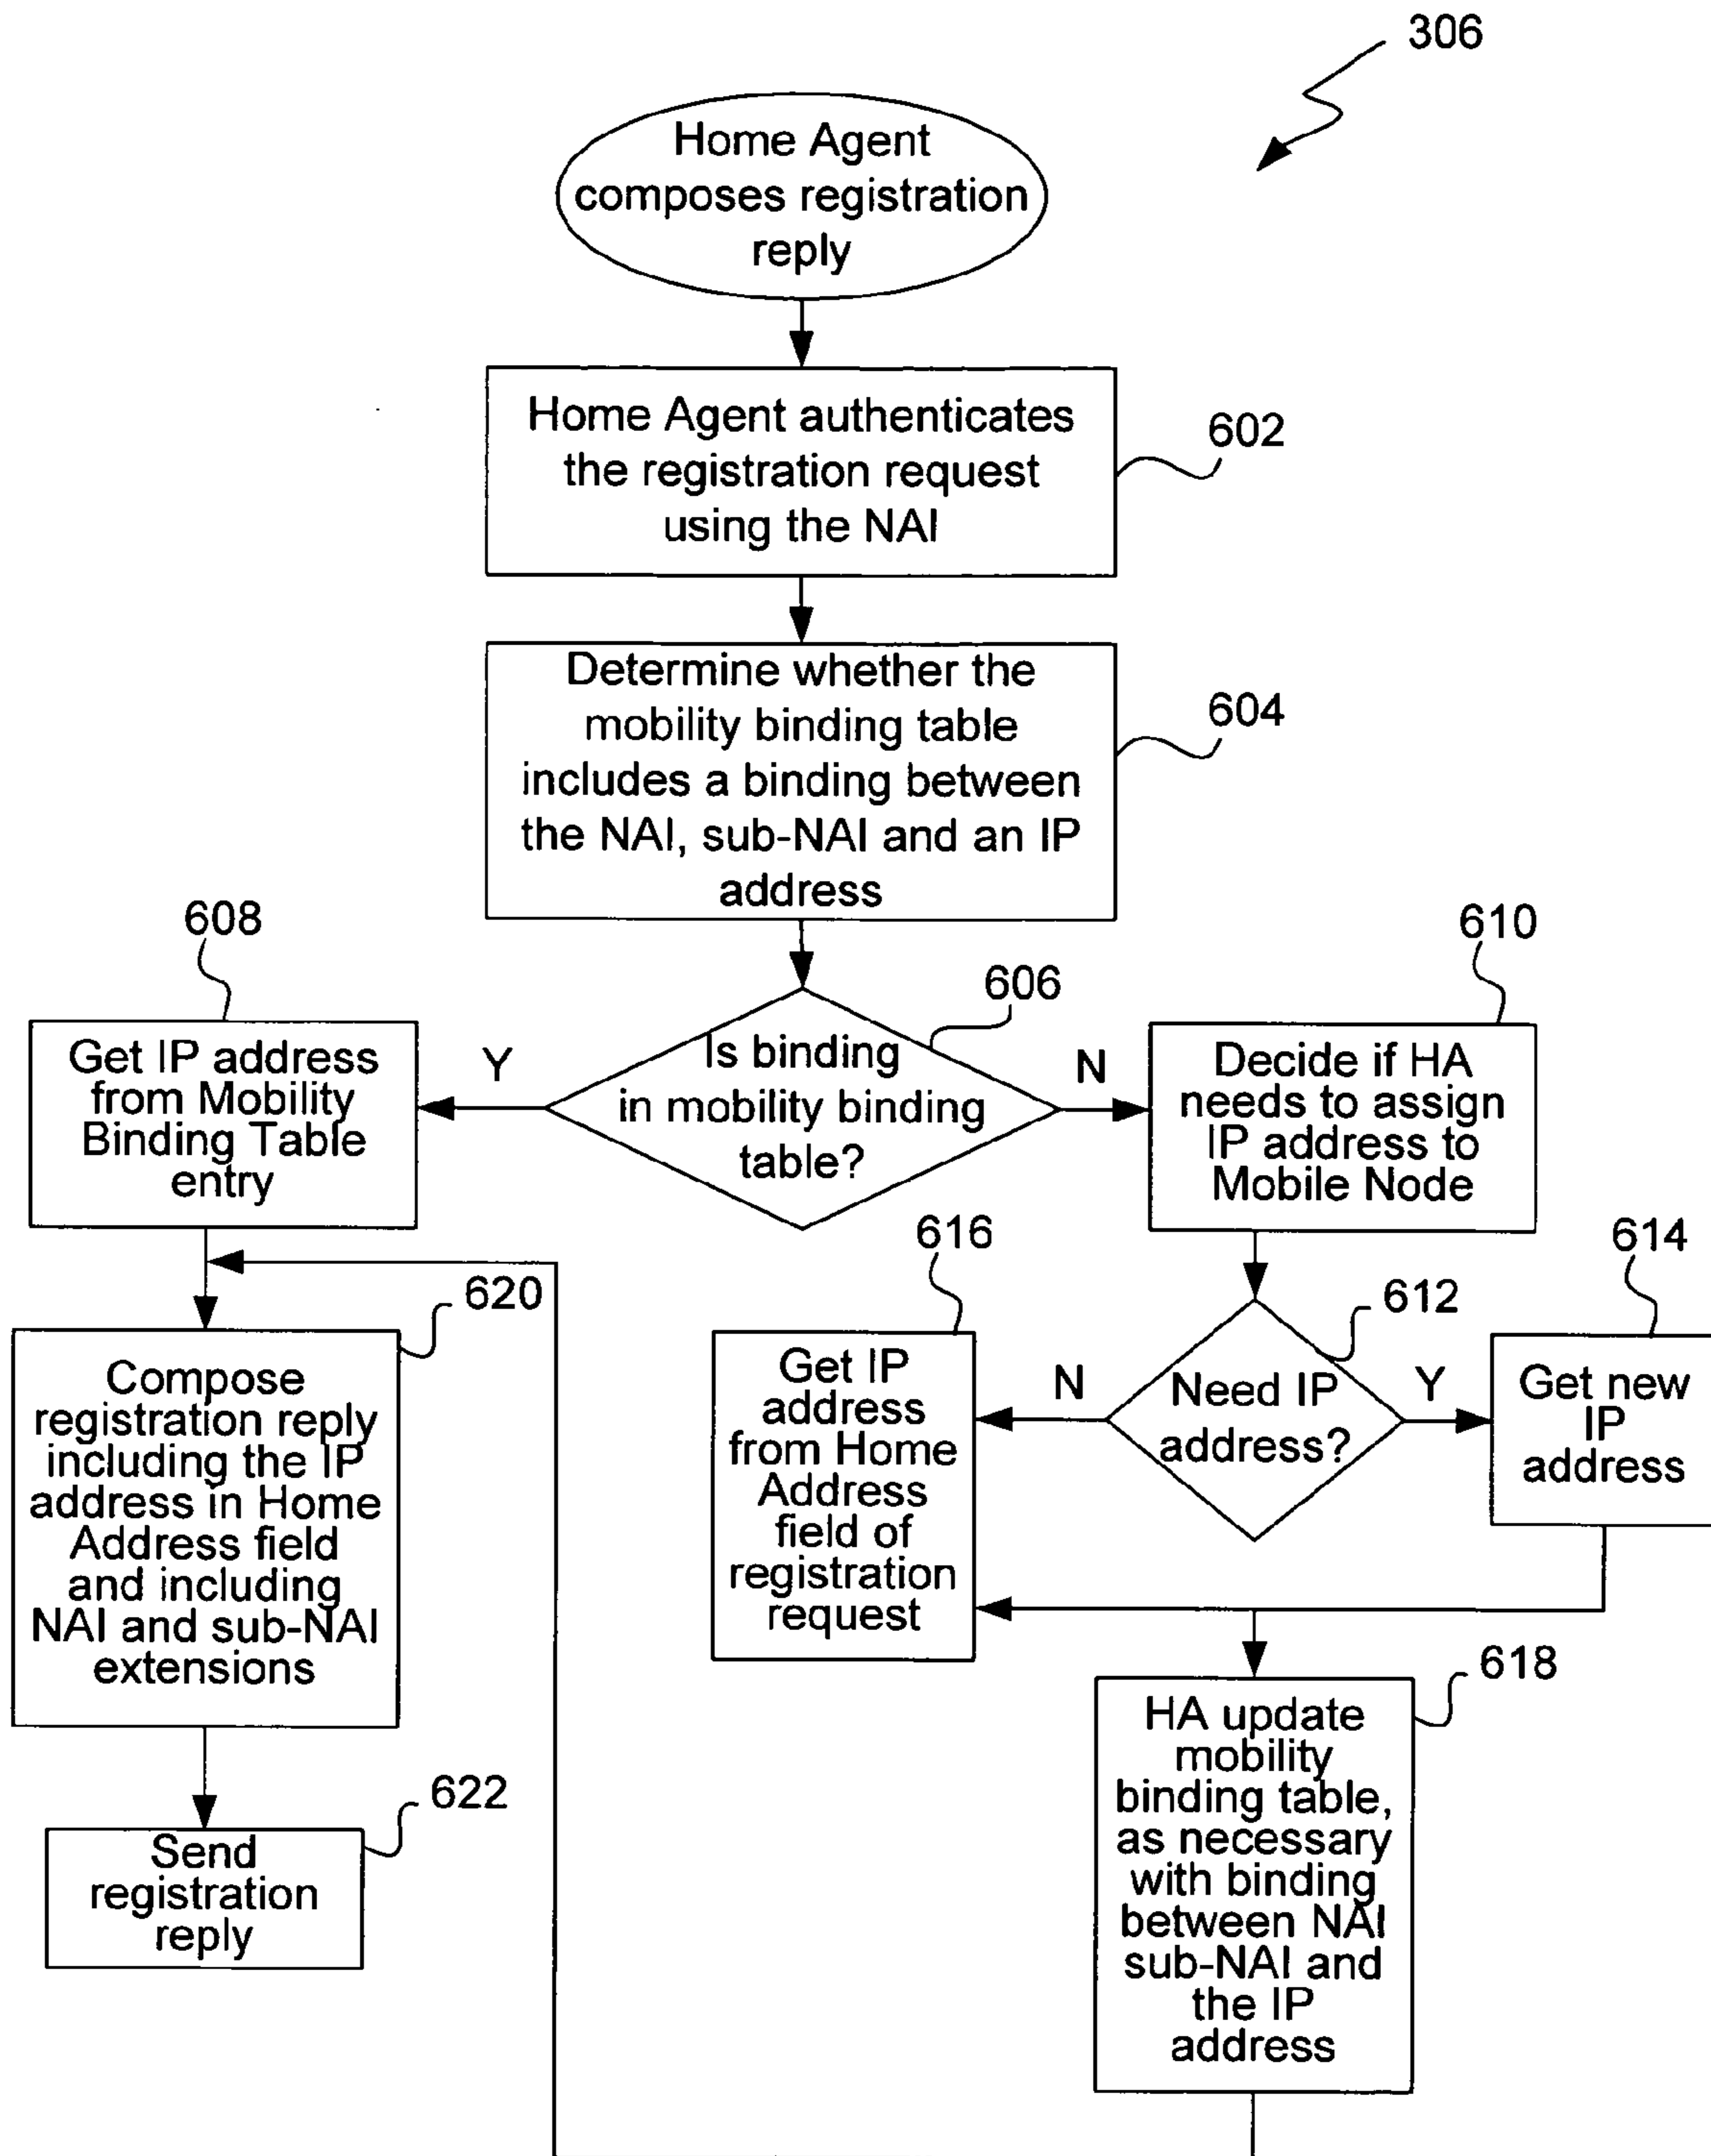 306
Home Agent
composes registration
reply
Home Agent authenticates
the registration request
using the NAI
602
Determine whether the
mobility binding table
includes a binding between
the NAI, sub-NAI and an IP
address
604
606
Is binding
in mobility binding
table?
Y
N
608
Get IP address
from Mobility
Binding Table
entry
610
Decide if HA
needs to assign
IP address to
Mobile Node
612
Need IP
address?
N
Y
614
Get new
IP
address
616
Get IP
address
from Home
Address
field of
registration
request
618
HA update
mobility
binding table,
as necessary
with binding
between NAI
sub-NAI and
the IP
address
620
Compose
registration reply
including the IP
address in Home
Address field
and including
NAI and sub-NAI
extensions
622
Send
registration
reply